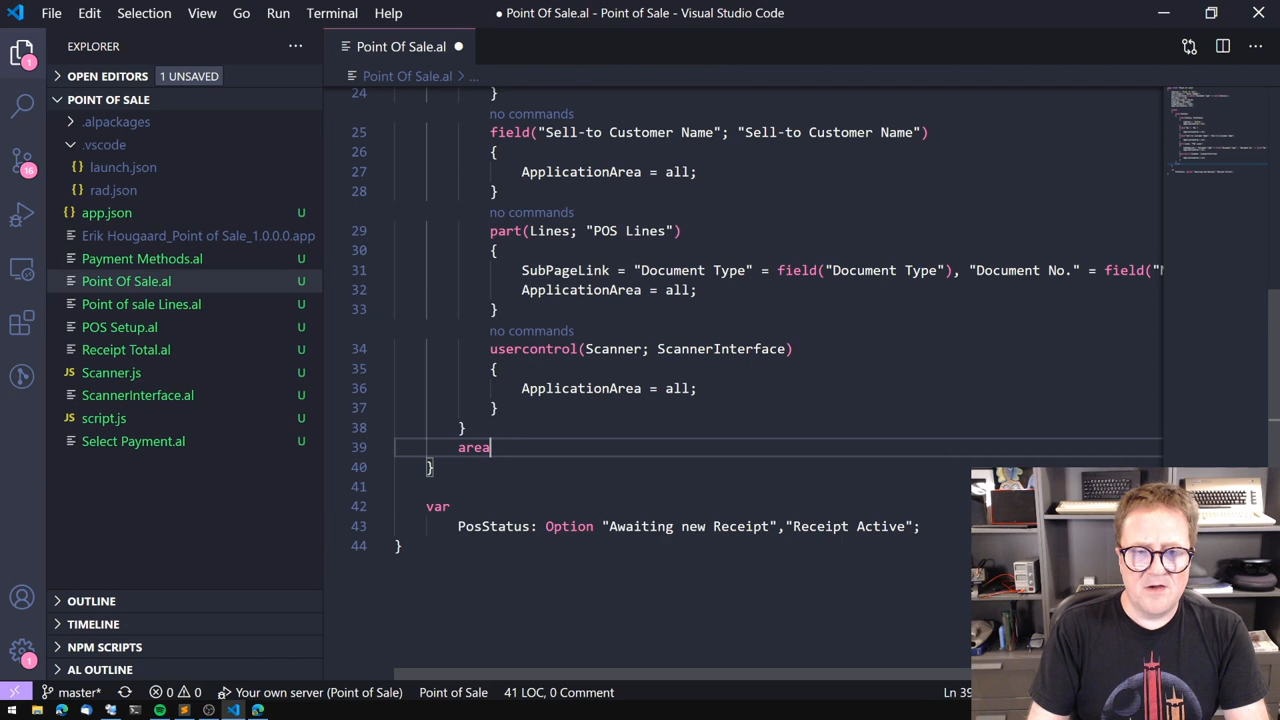 File Edit Selection View Go Run Terminal Help
● Point Of Sale.al - Point of Sale - Visual Studio Code
EXPLORER
OPEN EDITORS 1 UNSAVED
POINT OF SALE
.alpackages
.vscode
launch.json
rad.json
app.json U
Erik Hougaard_Point of Sale_1.0.0.0.app
Payment Methods.al U
Point Of Sale.al U
Point of sale Lines.al U
POS Setup.al U
Receipt Total.al U
Scanner.js U
ScannerInterface.al U
script.js U
Select Payment.al U
OUTLINE
TIMELINE
NPM SCRIPTS
AL OUTLINE
1
16
1
Point Of Sale.al
Point Of Sale.al > ...
24 }
no commands
25 field("Sell-to Customer Name"; "Sell-to Customer Name")
26 {
27 ApplicationArea = all;
28 }
no commands
29 part(Lines; "POS Lines")
30 {
31 SubPageLink = "Document Type" = field("Document Type"), "Document No." = field("
32 ApplicationArea = all;
33 }
no commands
34 usercontrol(Scanner; ScannerInterface)
35 {
36 ApplicationArea = all;
37 }
38 }
39 area
40 }
41
42 var
43 PosStatus: Option "Awaiting new Receipt","Receipt Active";
44 }
master* 0 0 Your own server (Point of Sale) Point of Sale 41 LOC, 0 Comment Ln 39